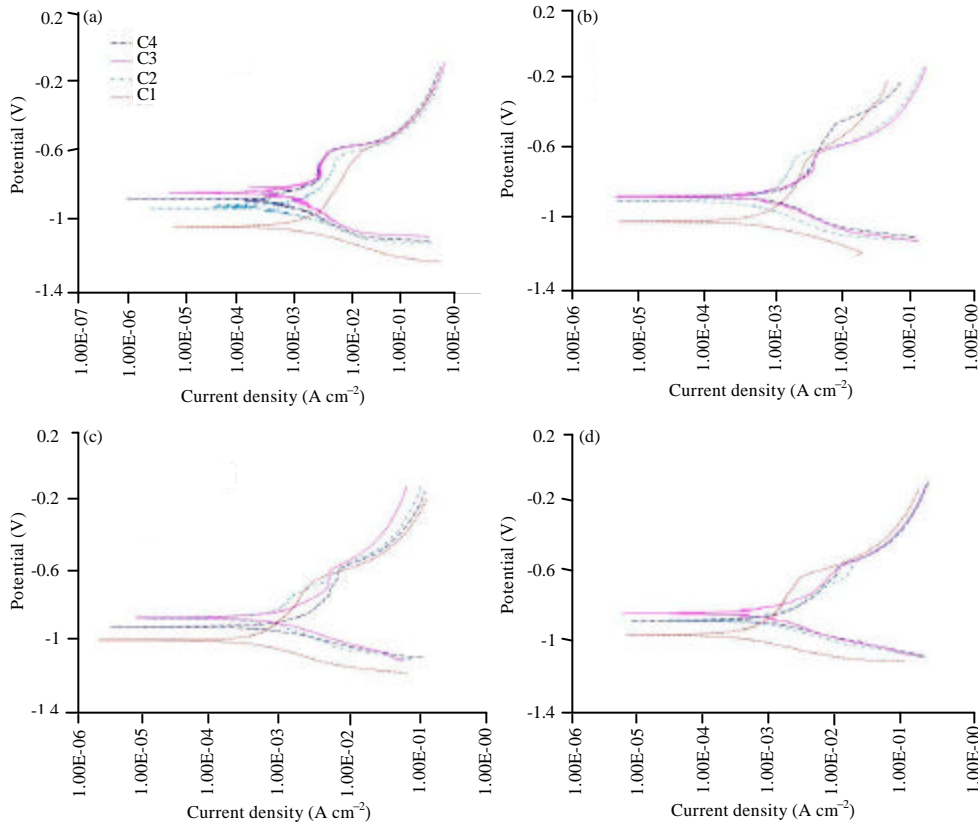 (a)
C4
C3
C2
C1
0.2
-0.2
-0.6
-1
-1.4
Potential (V)
1.00E-07
1.00E-06
1.00E-05
1.00E-04
1.00E-03
1.00E-02
1.00E-01
1.00E-00
Current density (A cm⁻²)
(b)
0.2
-0.2
-0.6
-1
-1.4
Potential (V)
1.00E-06
1.00E-05
1.00E-04
1.00E-03
1.00E-02
1.00E-01
1.00E-00
Current density (A cm⁻²)
(c)
0.2
-0.2
-0.6
-1
-1.4
Potential (V)
1.00E-06
1.00E-05
1.00E-04
1.00E-03
1.00E-02
1.00E-01
1.00E-00
Current density (A cm⁻²)
(d)
0.2
-0.2
-0.6
-1
-1.4
Potential (V)
1.00E-06
1.00E-05
1.00E-04
1.00E-03
1.00E-02
1.00E-01
1.00E-00
Current density (A cm⁻²)